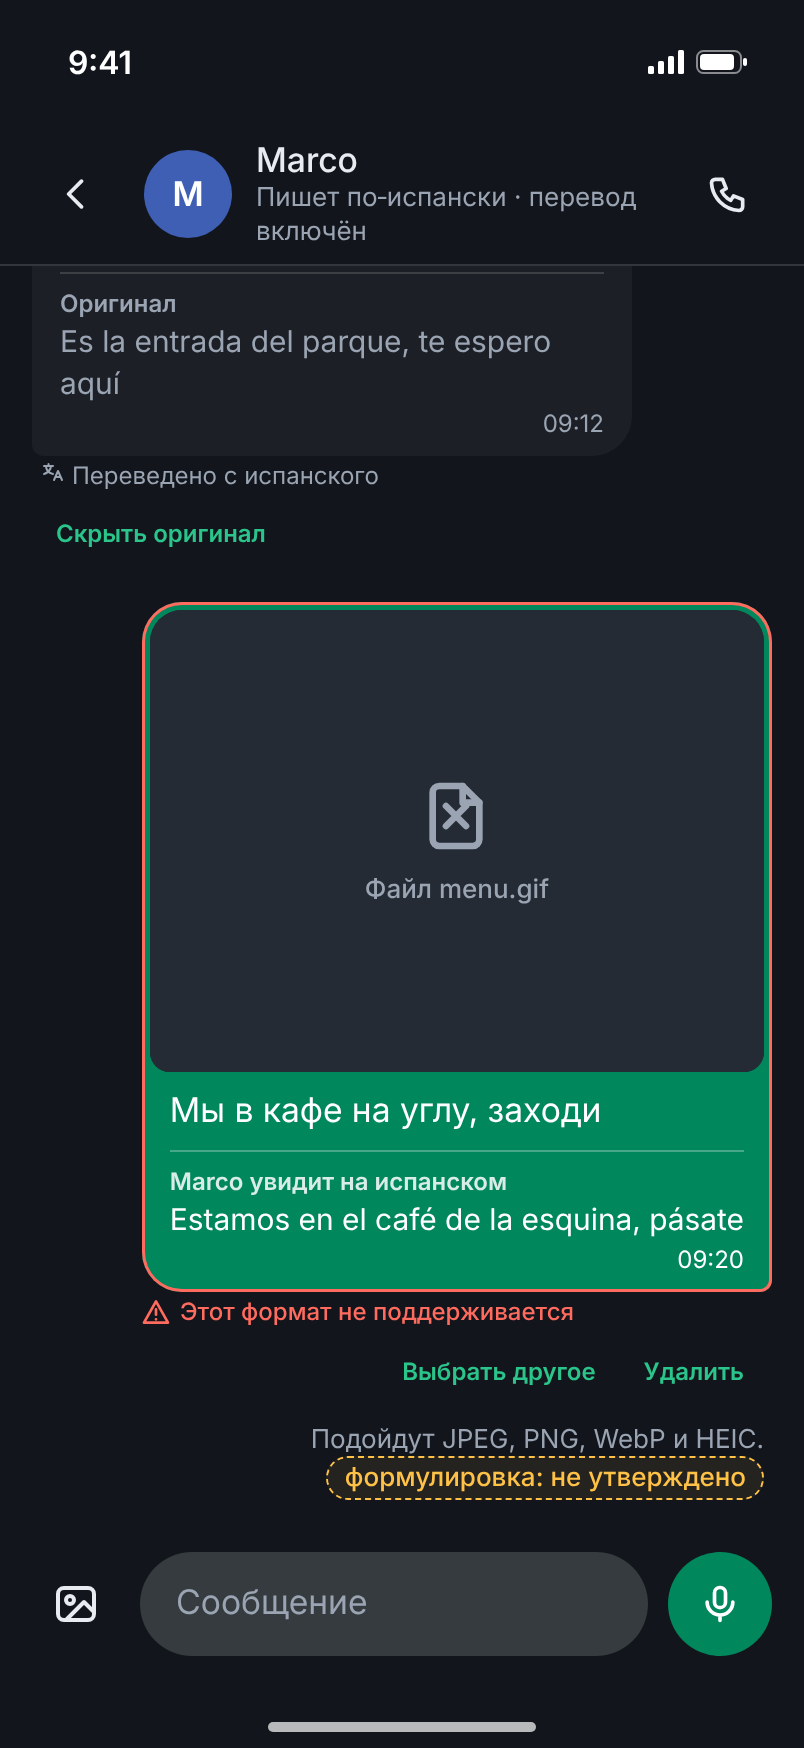 9:41
M
Marco
Пишет по-испански · перевод
включён
Оригинал
Es la entrada del parque, te espero
aquí
09:12
Переведено с испанского
Скрыть оригинал
Файл menu.gif
Мы в кафе на углу, заходи
Marco увидит на испанском
Estamos en el café de la esquina, pásate
09:20
Этот формат не поддерживается
Выбрать другое
Удалить
Подойдут JPEG, PNG, WebP и HEIC.
формулировка: не утверждено
Сообщение